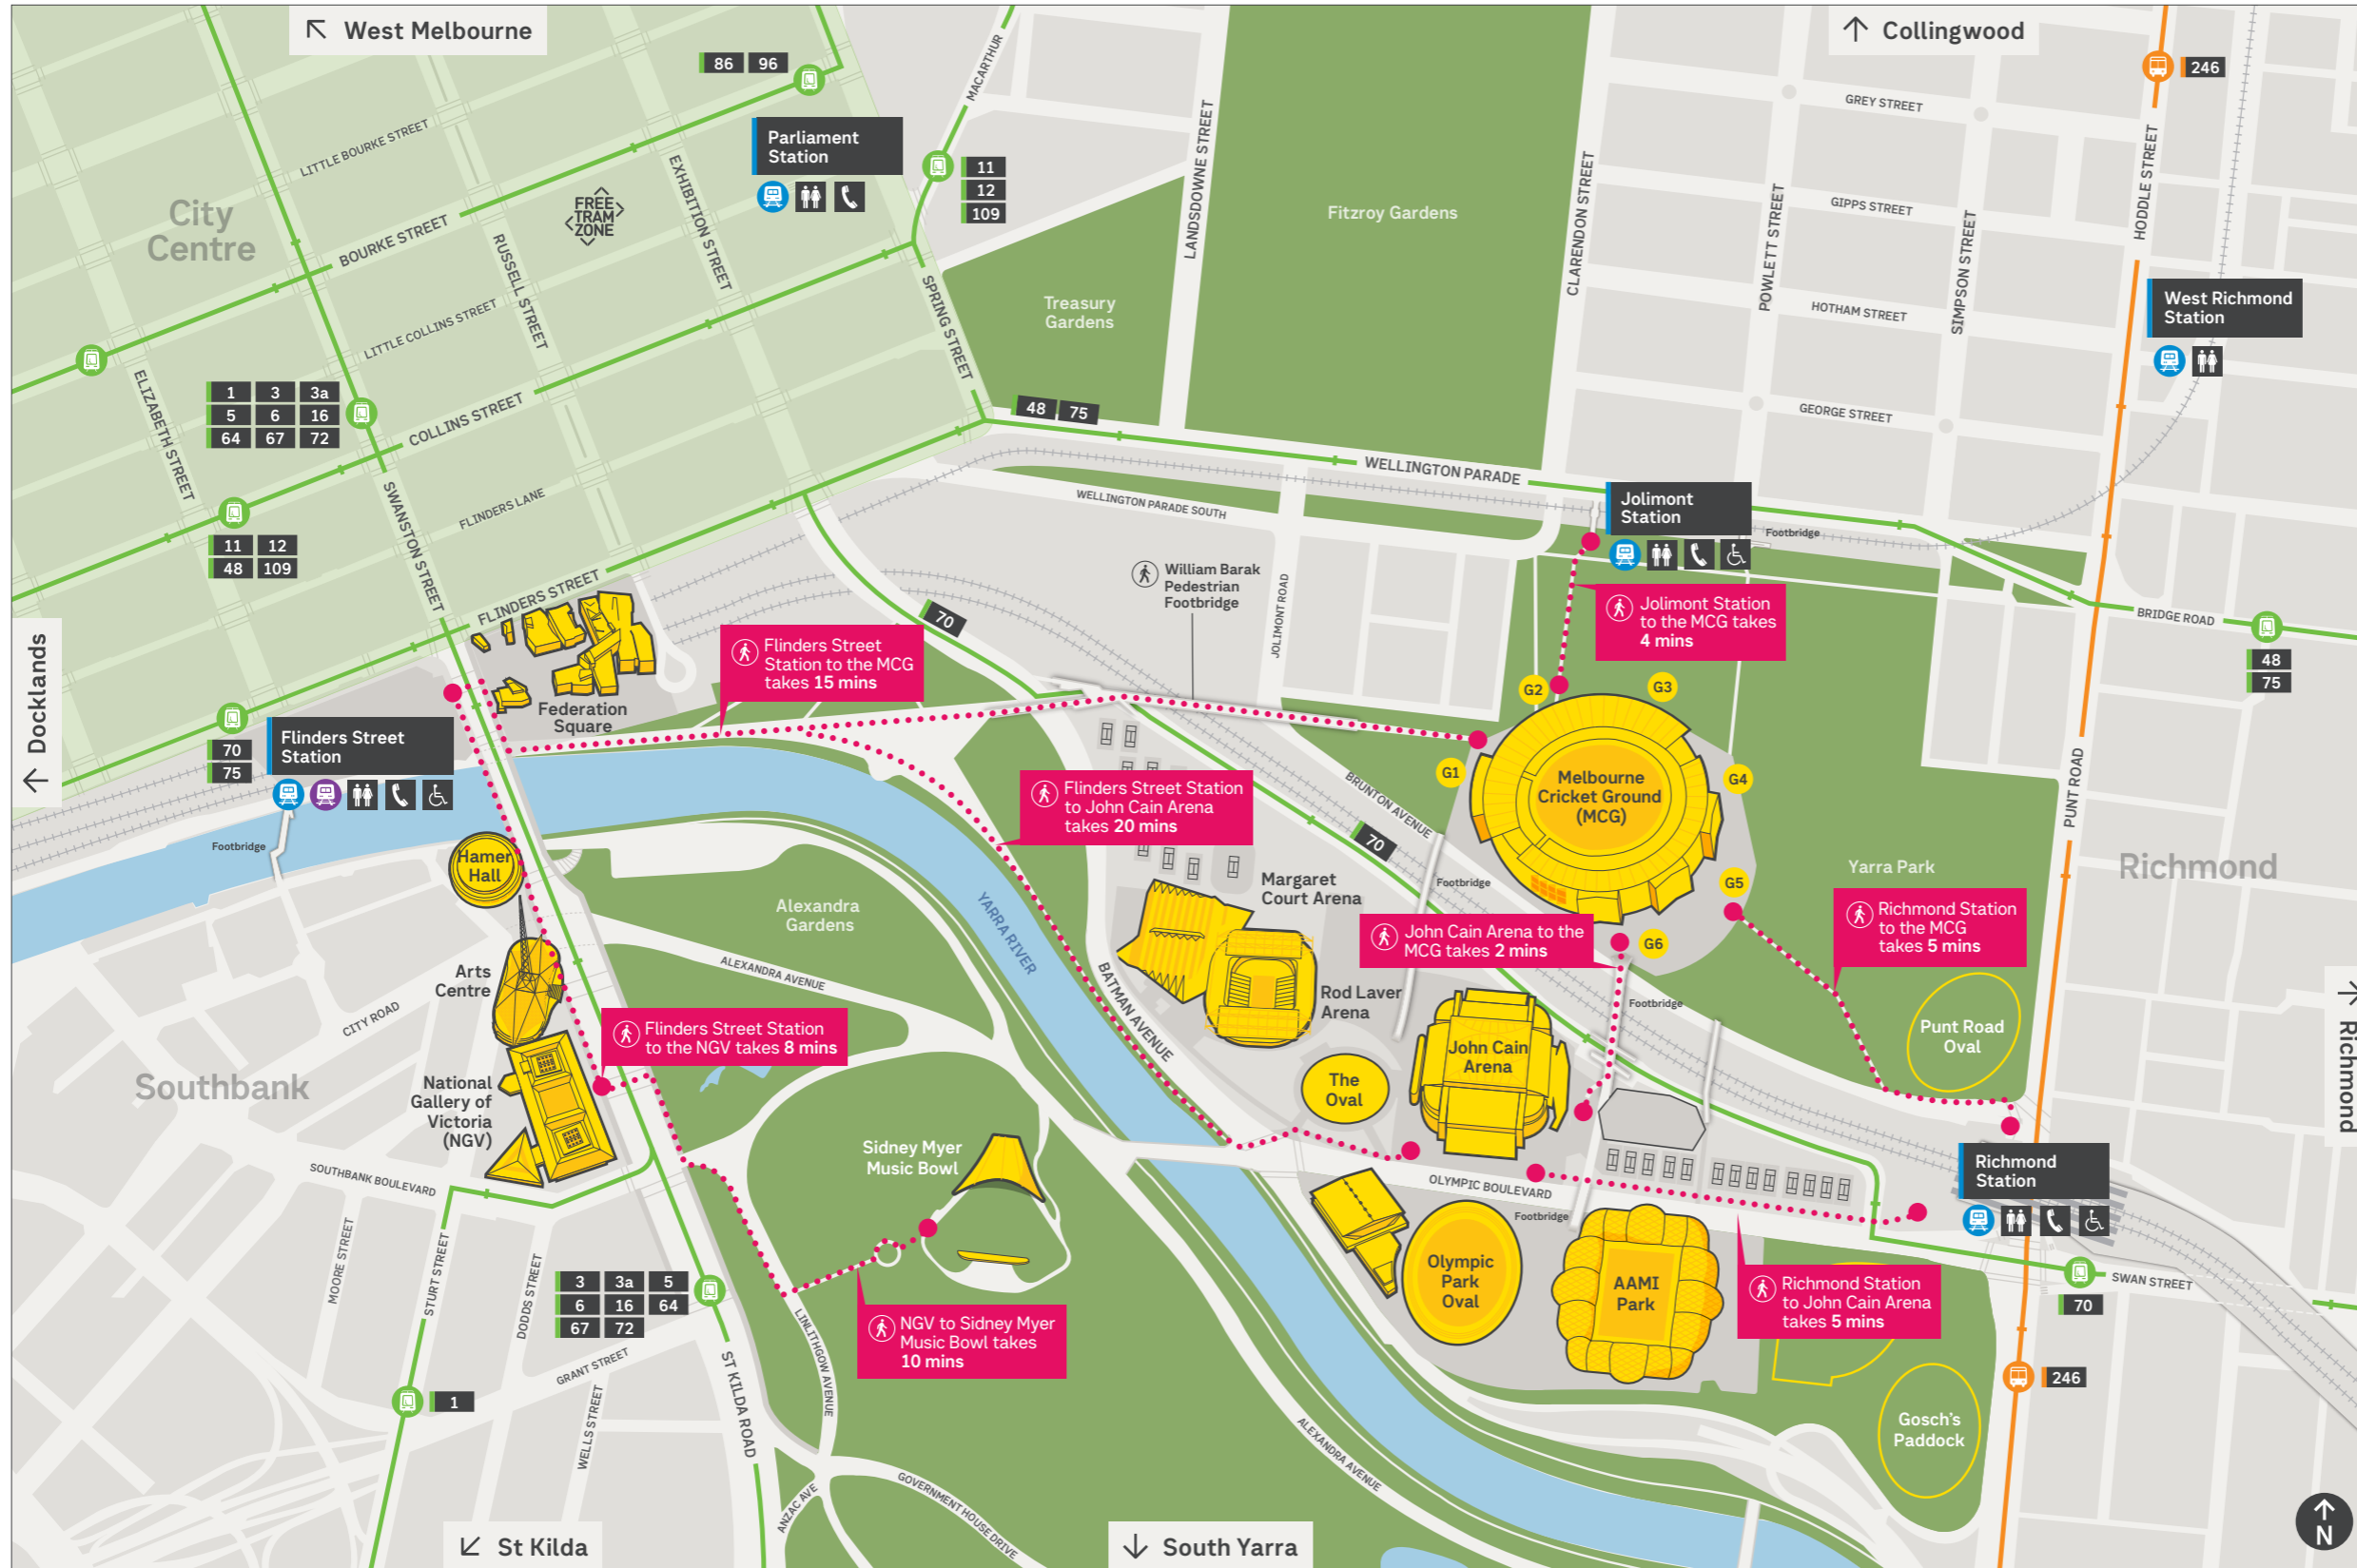 West Melbourne
Collingwood
86 96
246
MACARTHUR
Parliament
Station
11
12
109
LITTLE BOURKE STREET
EXHIBITION STREET
FREE
TRAM
ZONE
City
Centre
BOURKE STREET
RUSSELL STREET
LITTLE COLLINS STREET
SPRING STREET
LANDSDOWNE STREET
Fitzroy Gardens
Treasury
Gardens
CLARENDON STREET
POWLETT STREET
SIMPSON STREET
HODDLE STREET
GREY STREET
GIPPS STREET
HOTHAM STREET
GEORGE STREET
West Richmond
Station
ELIZABETH STREET
1 3 3a
5 6 16
64 67 72
COLLINS STREET
48 75
WELLINGTON PARADE
WELLINGTON PARADE SOUTH
SWANSTON STREET
FLINDERS LANE
11 12
48 109
FLINDERS STREET
Jolimont
Station
Footbridge
William Barak
Pedestrian
Footbridge
JOLIMONT ROAD
70
Jolimont Station
to the MCG takes
4 mins
BRIDGE ROAD
48
75
Docklands
Flinders Street
Station to the MCG
takes 15 mins
Federation
Square
70
75
Flinders Street
Station
Footbridge
G1
G2
G3
G4
G5
G6
Melbourne
Cricket Ground
(MCG)
Flinders Street Station
to John Cain Arena
takes 20 mins
BRUNTON AVENUE
70
Footbridge
PUNT ROAD
Richmond
Yarra Park
Hamer
Hall
Alexandra
Gardens
YARRA RIVER
Margaret
Court Arena
John Cain Arena to the
MCG takes 2 mins
Richmond Station
to the MCG
takes 5 mins
Arts
Centre
ALEXANDRA AVENUE
BATMAN AVENUE
Rod Laver
Arena
Footbridge
Punt Road
Oval
Richmond
CITY ROAD
Flinders Street Station
to the NGV takes 8 mins
Southbank
National
Gallery of
Victoria
(NGV)
The
Oval
John Cain
Arena
Sidney Myer
Music Bowl
SOUTHBANK BOULEVARD
OLYMPIC BOULEVARD
Footbridge
Richmond
Station
MOORE STREET
STURT STREET
DODDS STREET
3 3a 5
6 16 64
67 72
Olympic
Park
Oval
AAMI
Park
Richmond Station
to John Cain Arena
takes 5 mins
SWAN STREET
70
NGV to Sidney Myer
Music Bowl takes
10 mins
LINLITHGOW AVENUE
GRANT STREET
ST KILDA ROAD
1
WELLS STREET
246
Gosch's
Paddock
ALEXANDRA AVENUE
ANZAC AVE
GOVERNMENT HOUSE DRIVE
St Kilda
South Yarra
N